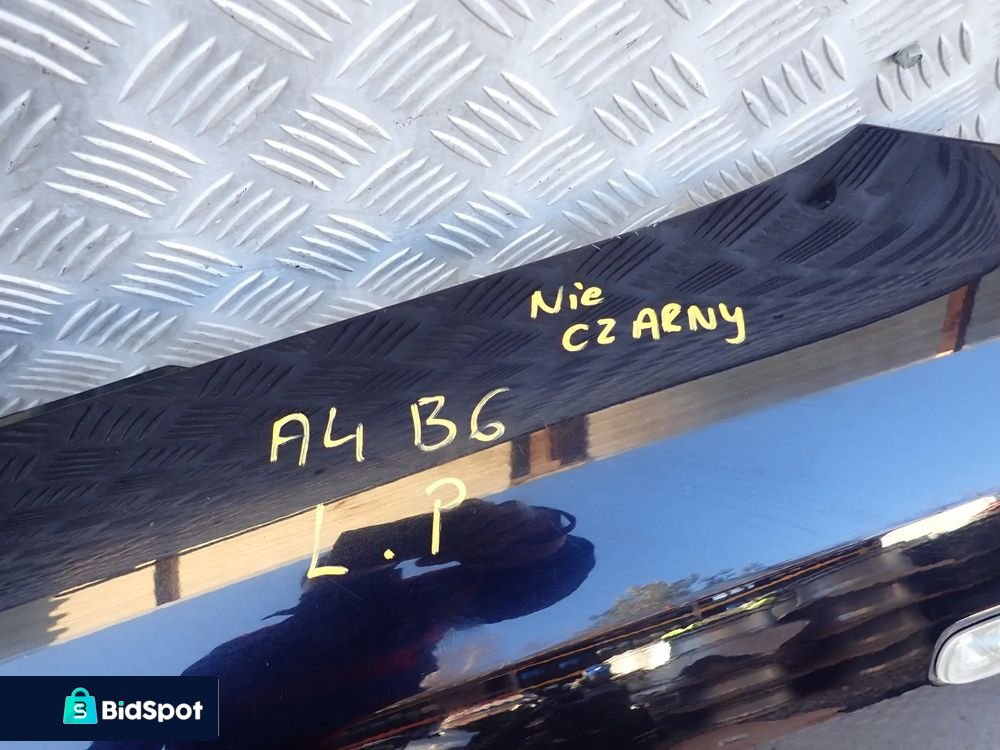 Nie
CZARNY
A4 B6
L.P
BidSpot